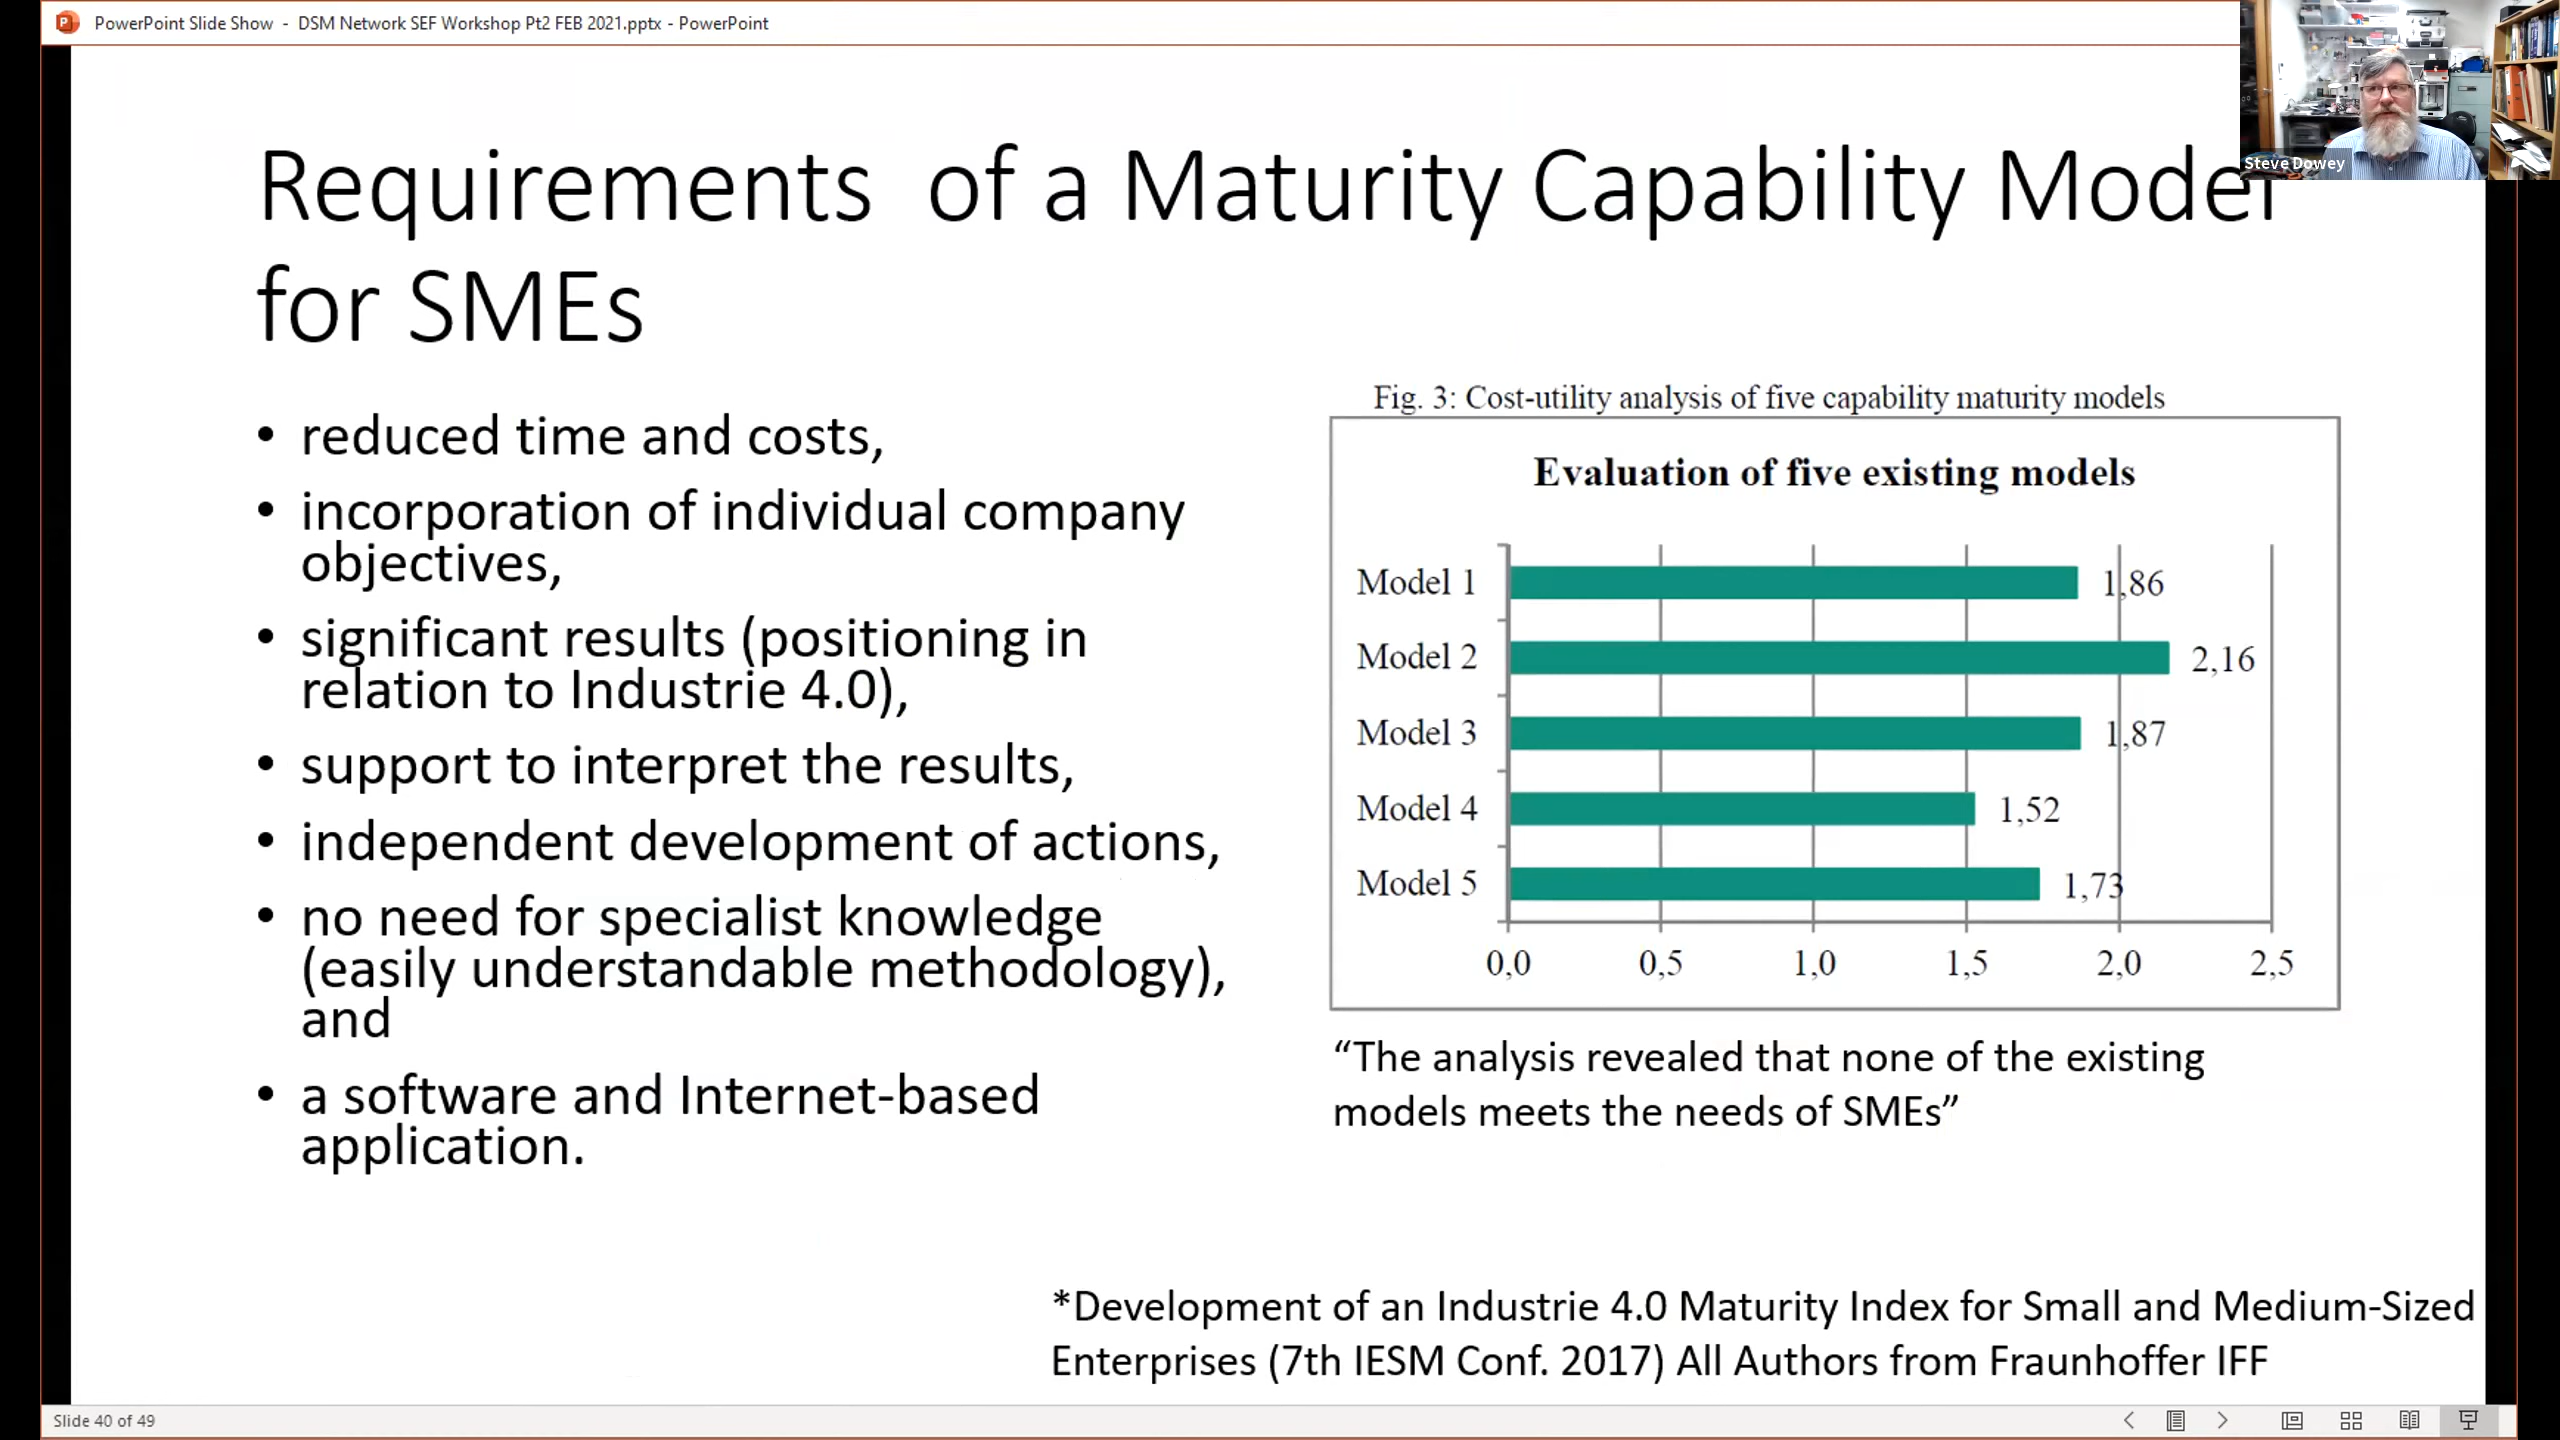 PowerPoint Slide Show - DSM Network SEF Workshop Pt2 FEB 2021.pptx - PowerPoint
Steve Dowey
Requirements of a Maturity Capability Model
for SMEs
• reduced time and costs,
• incorporation of individual company
objectives,
• significant results (positioning in
relation to Industrie 4.0),
• support to interpret the results,
• independent development of actions,
• no need for specialist knowledge
(easily understandable methodology),
and
• a software and Internet-based
application.
Fig. 3: Cost-utility analysis of five capability maturity models
Evaluation of five existing models
Model 1 1,86
Model 2 2,16
Model 3 1,87
Model 4 1,52
Model 5 1,73
0,0 0,5 1,0 1,5 2,0 2,5
“The analysis revealed that none of the existing
models meets the needs of SMEs”
*Development of an Industrie 4.0 Maturity Index for Small and Medium-Sized
Enterprises (7th IESM Conf. 2017) All Authors from Fraunhoffer IFF
Slide 40 of 49